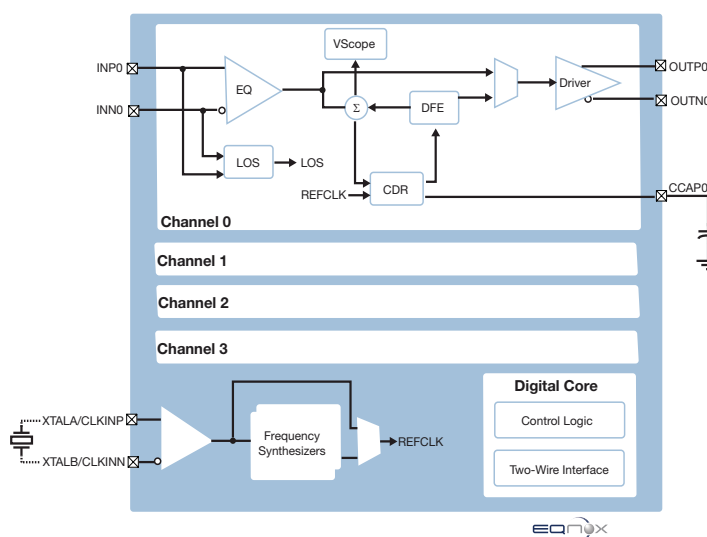 VScope
INP0
EQ
Driver
OUTP0
INN0
Σ
DFE
OUTN0
LOS
LOS
REFCLK
CDR
CCAP0
Channel 0
Channel 1
Channel 2
Channel 3
Digital Core
Control Logic
Two-Wire Interface
XTALA/CLKINP
XTALB/CLKINN
Frequency
Synthesizers
REFCLK
EQNOX